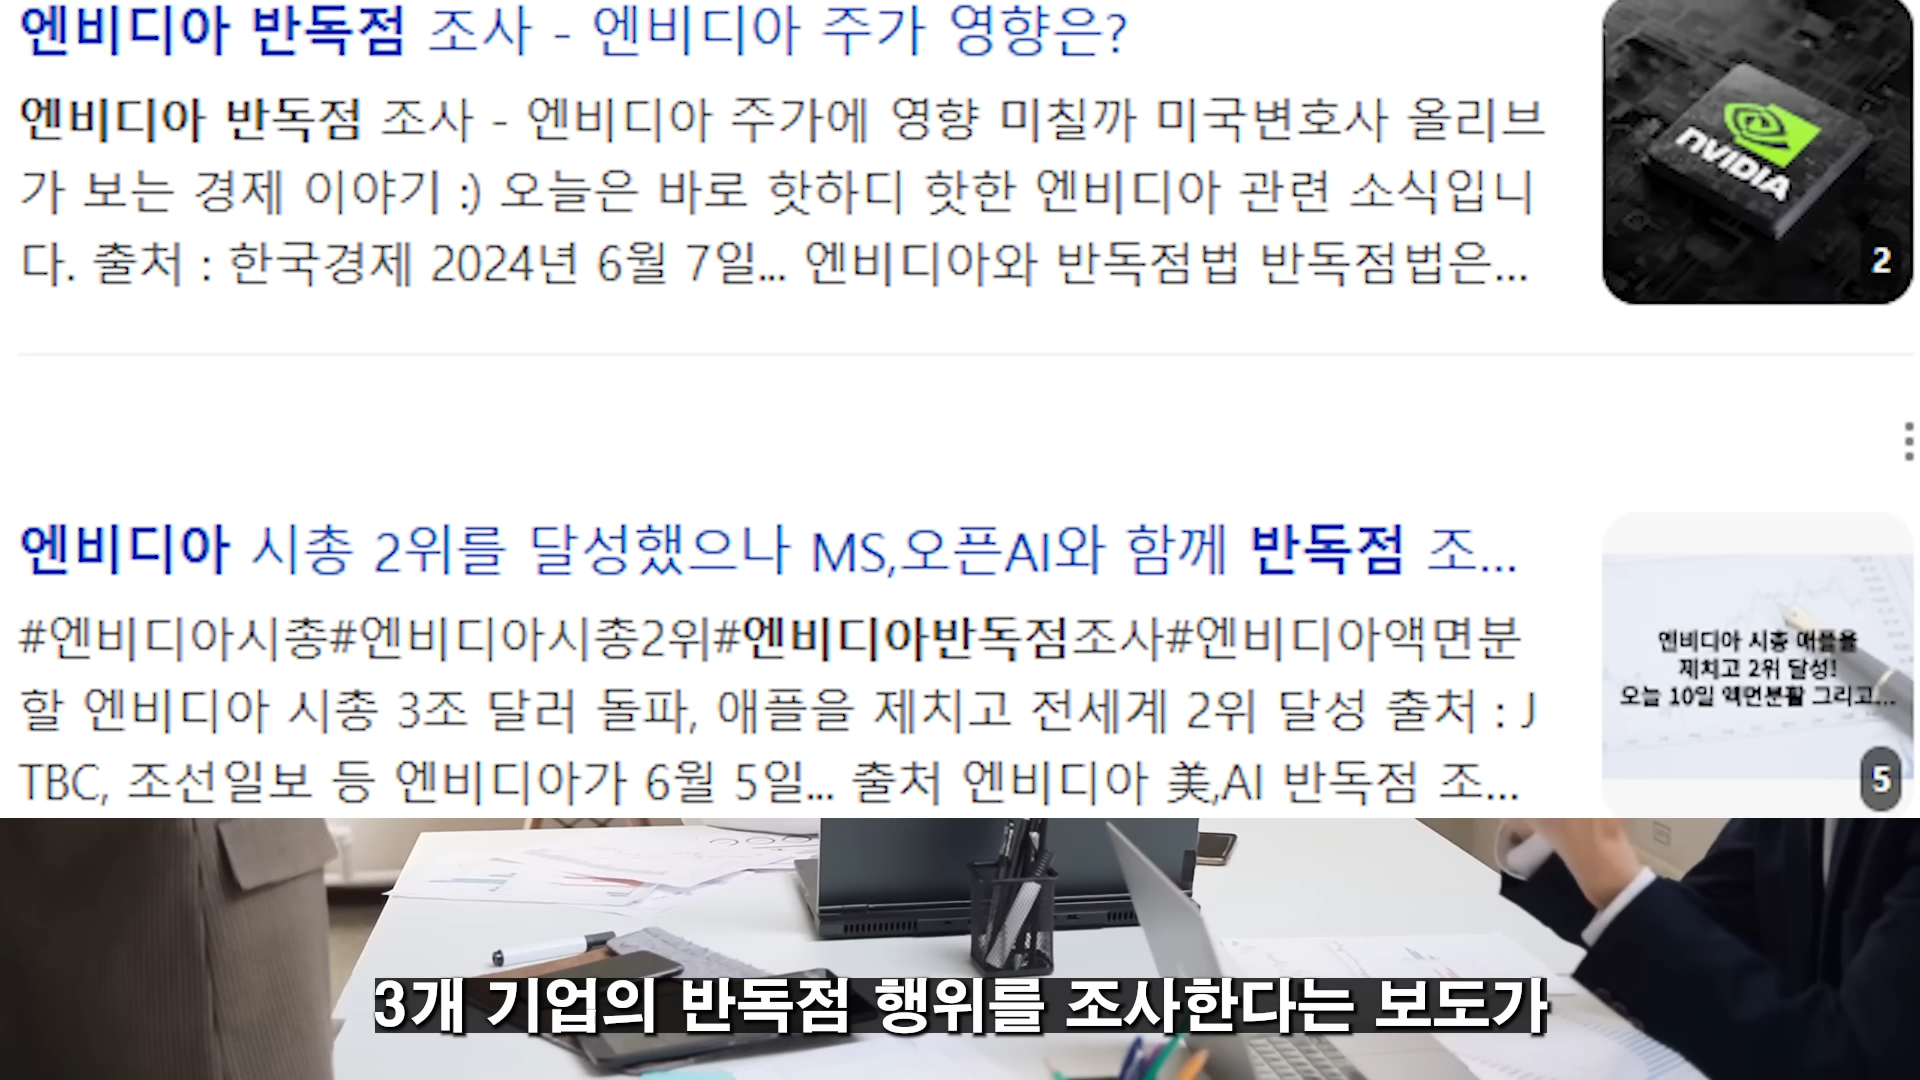 엔비디아 반독점 조사 - 엔비디아 주가 영향은?
엔비디아 반독점 조사 - 엔비디아 주가에 영향 미칠까 미국변호사 올리브
가 보는 경제 이야기 :) 오늘은 바로 핫하디 핫한 엔비디아 관련 소식입니
다. 출처 : 한국경제 2024년 6월 7일... 엔비디아와 반독점법 반독점법은...
NVIDIA
2
엔비디아 시총 2위를 달성했으나 MS,오픈AI와 함께 반독점 조...
#엔비디아시총#엔비디아시총2위#엔비디아반독점조사#엔비디아액면분
할 엔비디아 시총 3조 달러 돌파, 애플을 제치고 전세계 2위 달성 출처 : J
TBC, 조선일보 등 엔비디아가 6월 5일... 출처 엔비디아 美,AI 반독점 조...
엔비디아 시총 애플을
제치고 2위 달성!
오늘 10일 액면분할 그리고...
5
3개 기업의 반독점 행위를 조사한다는 보도가